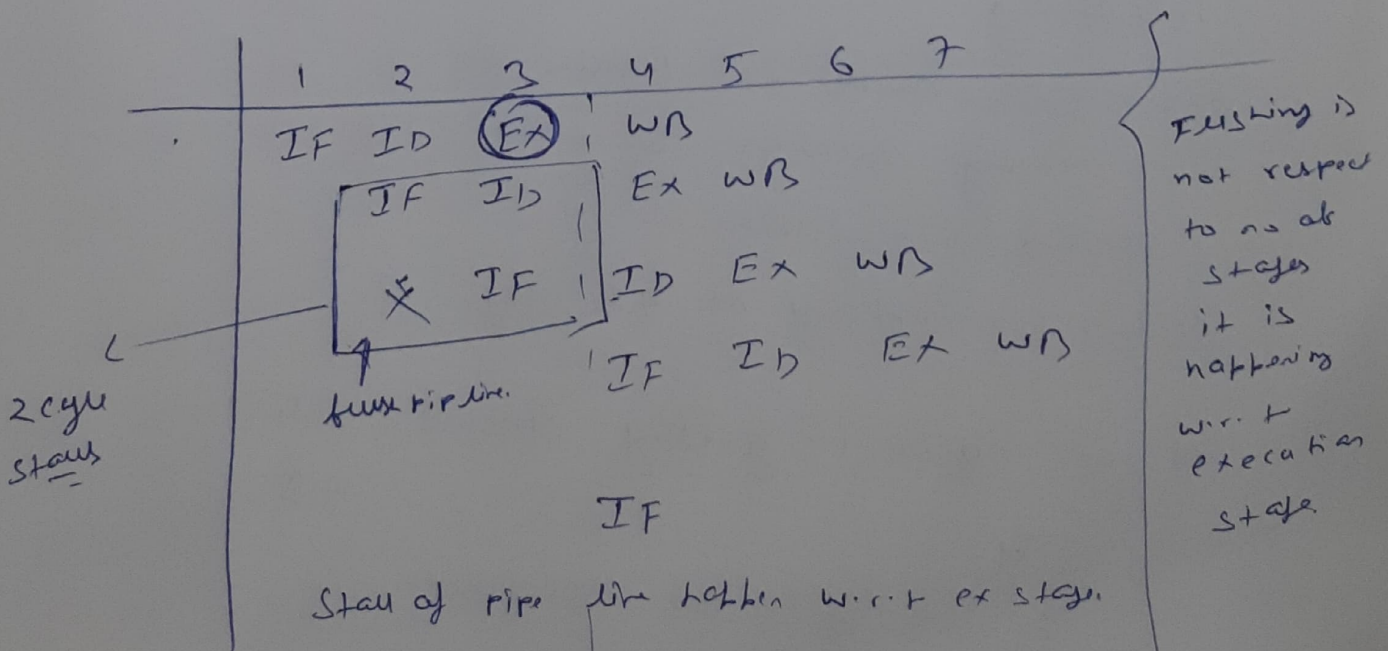 1 2 3 4 5 6 7
IF ID EX WB
IF ID EX WB
IF ID EX WB
IF ID EX WB
2 cycle
stalls
pipline.
IF
Stall of pipe line happen w.r.t ex stage.
Flushing is
not respect
to no of
stages
it is
happening
w.r.t
execution
stage